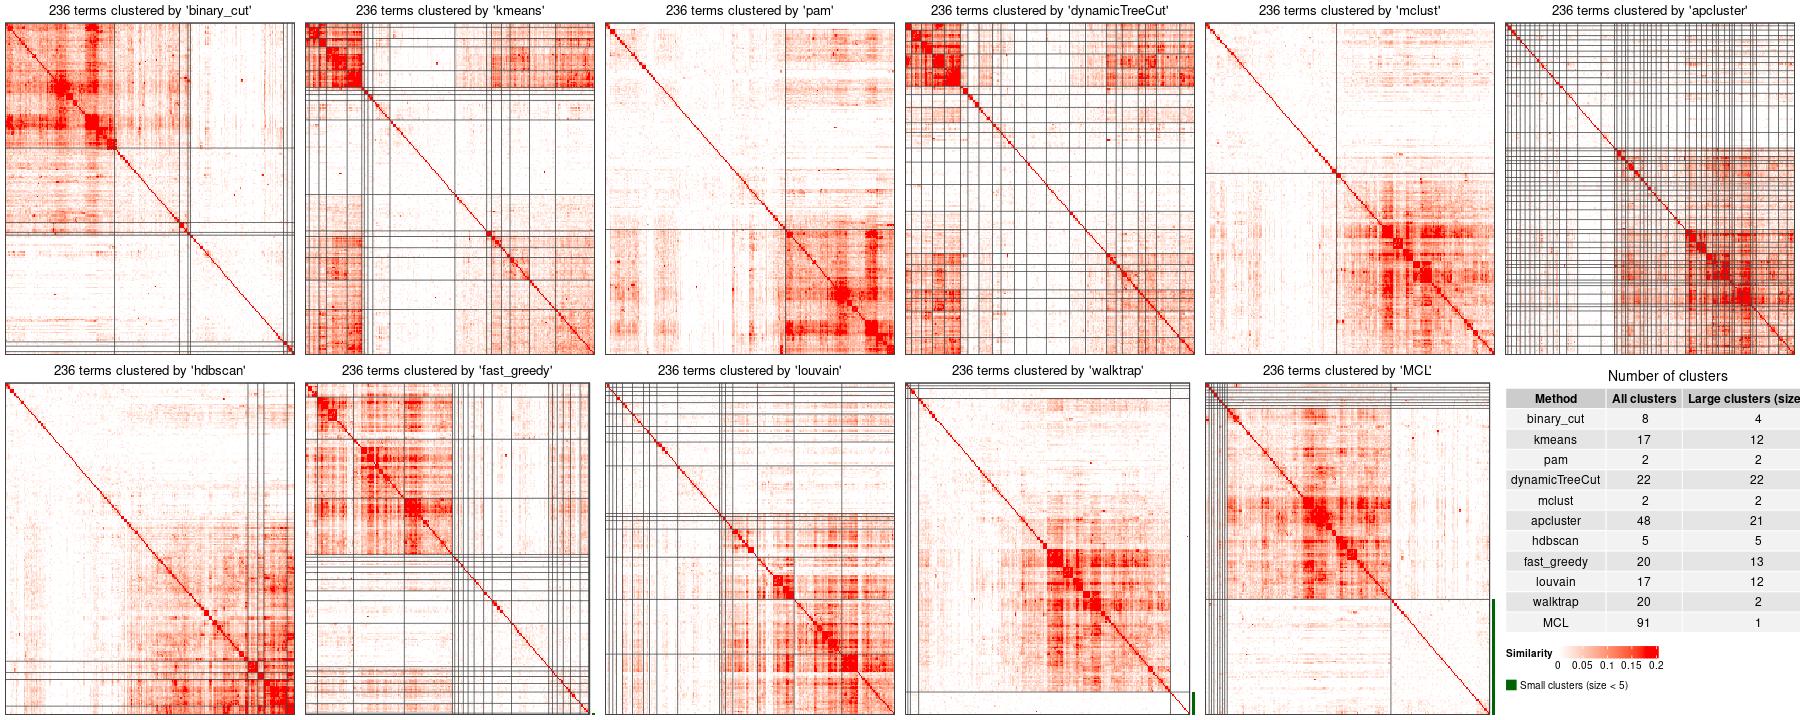 236 terms clustered by 'binary_cut'
236 terms clustered by 'kmeans'
236 terms clustered by 'pam'
236 terms clustered by 'dynamicTreeCut'
236 terms clustered by 'mclust'
236 terms clustered by 'apcluster'
236 terms clustered by 'hdbscan'
236 terms clustered by 'fast_greedy'
236 terms clustered by 'louvain'
236 terms clustered by 'walktrap'
236 terms clustered by 'MCL'
Number of clusters
Method All clusters Large clusters (size
binary_cut 8 4
kmeans 17 12
pam 2 2
dynamicTreeCut 22 22
mclust 2 2
apcluster 48 21
hdbscan 5 5
fast_greedy 20 13
louvain 17 12
walktrap 20 2
MCL 91 1
Similarity
0 0.05 0.1 0.15 0.2
Small clusters (size < 5)